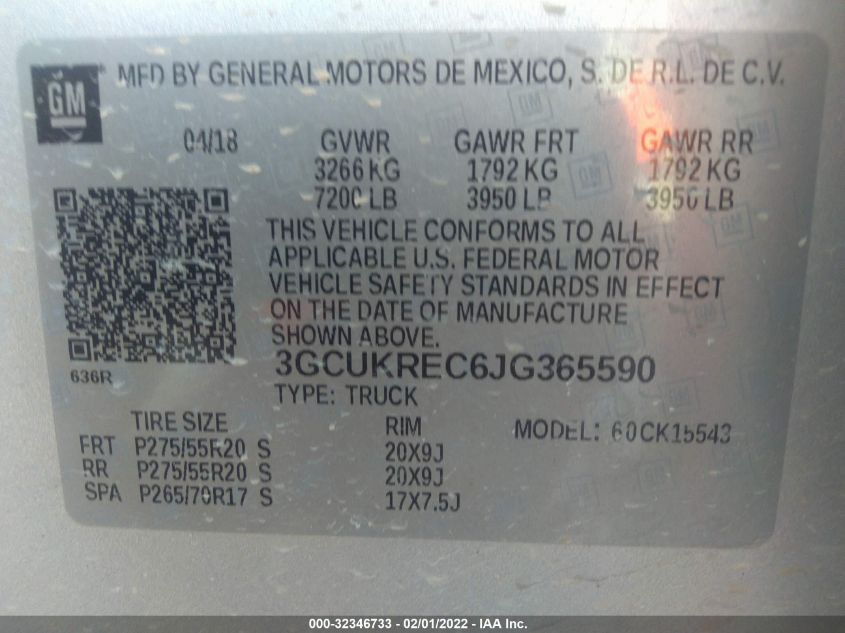 GM
MFD BY GENERAL MOTORS DE MEXICO, S. DE R.L. DE C.V.
04/18 GVWR GAWR FRT GAWR RR
3266 KG 1792 KG 1792 KG
7200 LB 3950 LB 3950 LB
THIS VEHICLE CONFORMS TO ALL
APPLICABLE U.S. FEDERAL MOTOR
VEHICLE SAFETY STANDARDS IN EFFECT
ON THE DATE OF MANUFACTURE
SHOWN ABOVE.
3GCUKREC6JG365590
636R
TYPE: TRUCK
TIRE SIZE RIM MODEL: 60CK15543
FRT P275/55R20 S 20X9J
RR P275/55R20 S 20X9J
SPA P265/70R17 S 17X7.5J
000-32346733 - 02/01/2022 - IAA Inc.